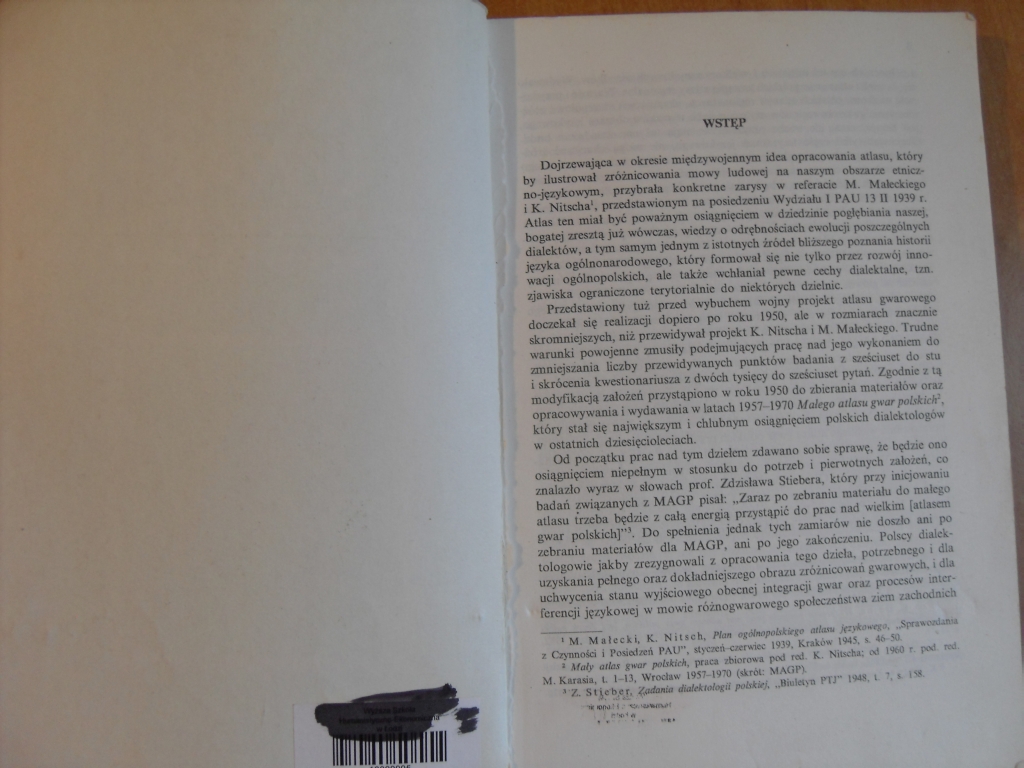 WSTĘP
Dojrzewająca w okresie międzywojennym idea opracowania atlasu, który
by ilustrował zróżnicowania mowy ludowej na naszym obszarze etnicz-
no-językowym, przybrała konkretne zarysy w referacie M. Małeckiego
i K. Nitscha¹, przedstawionym na posiedzeniu Wydziału I PAU 13 II 1939 r.
Atlas ten miał być poważnym osiągnięciem w dziedzinie pogłębiania naszej,
bogatej zresztą już wówczas, wiedzy o odrębnościach ewolucji poszczególnych
dialektów, a tym samym jednym z istotnych źródeł bliższego poznania historii
języka ogólnonarodowego, który formował się nie tylko przez rozwój inno-
wacji ogólnopolskich, ale także wchłaniał pewne cechy dialektalne, tzn.
zjawiska ograniczone terytorialnie do niektórych dzielnic.
Przedstawiony tuż przed wybuchem wojny projekt atlasu gwarowego
doczekał się realizacji dopiero po roku 1950, ale w rozmiarach znacznie
skromniejszych, niż przewidywał projekt K. Nitscha i M. Małeckiego. Trudne
warunki powojenne zmusiły podejmujących pracę nad jego wykonaniem do
zmniejszania liczby przewidywanych punktów badania z sześciuset do stu
i skrócenia kwestionariusza z dwóch tysięcy do sześciuset pytań. Zgodnie z tą
modyfikacją założeń przystąpiono w roku 1950 do zbierania materiałów oraz
opracowywania i wydawania w latach 1957–1970 Małego atlasu gwar polskich²,
który stał się największym i chlubnym osiągnięciem polskich dialektologów
w ostatnich dziesięcioleciach.
Od początku prac nad tym dziełem zdawano sobie sprawę, że będzie ono
osiągnięciem niepełnym w stosunku do potrzeb i pierwotnych założeń, co
znalazło wyraz w słowach prof. Zdzisława Stiebera, który przy inicjowaniu
badań związanych z MAGP pisał: „Zaraz po zebraniu materiału do małego
atlasu trzeba będzie z całą energią przystąpić do prac nad wielkim [atlasem
gwar polskich]"³. Do spełnienia jednak tych zamiarów nie doszło ani po
zebraniu materiałów dla MAGP, ani po jego zakończeniu. Polscy dialek-
tologowie jakby zrezygnowali z opracowania tego dzieła, potrzebnego i dla
uzyskania pełnego oraz dokładniejszego obrazu zróżnicowań gwarowych, i dla
uchwycenia stanu wyjściowego obecnej integracji gwar oraz procesów inter-
ferencji językowej w mowie różnogwarowego społeczeństwa ziem zachodnich
¹ M. Małecki, K. Nitsch, Plan ogólnopolskiego atlasu językowego, „Sprawozdania
z Czynności i Posiedzeń PAU", styczeń–czerwiec 1939, Kraków 1945, s. 46–50.
² Mały atlas gwar polskich, praca zbiorowa pod red. K. Nitscha; od 1960 r. pod. red.
M. Karasia, t. 1–13, Wrocław 1957–1970 (skrót: MAGP).
³ Z. Stieber, Zadania dialektologii polskiej, „Biuletyn PTJ" 1948, t. 7, s. 158.